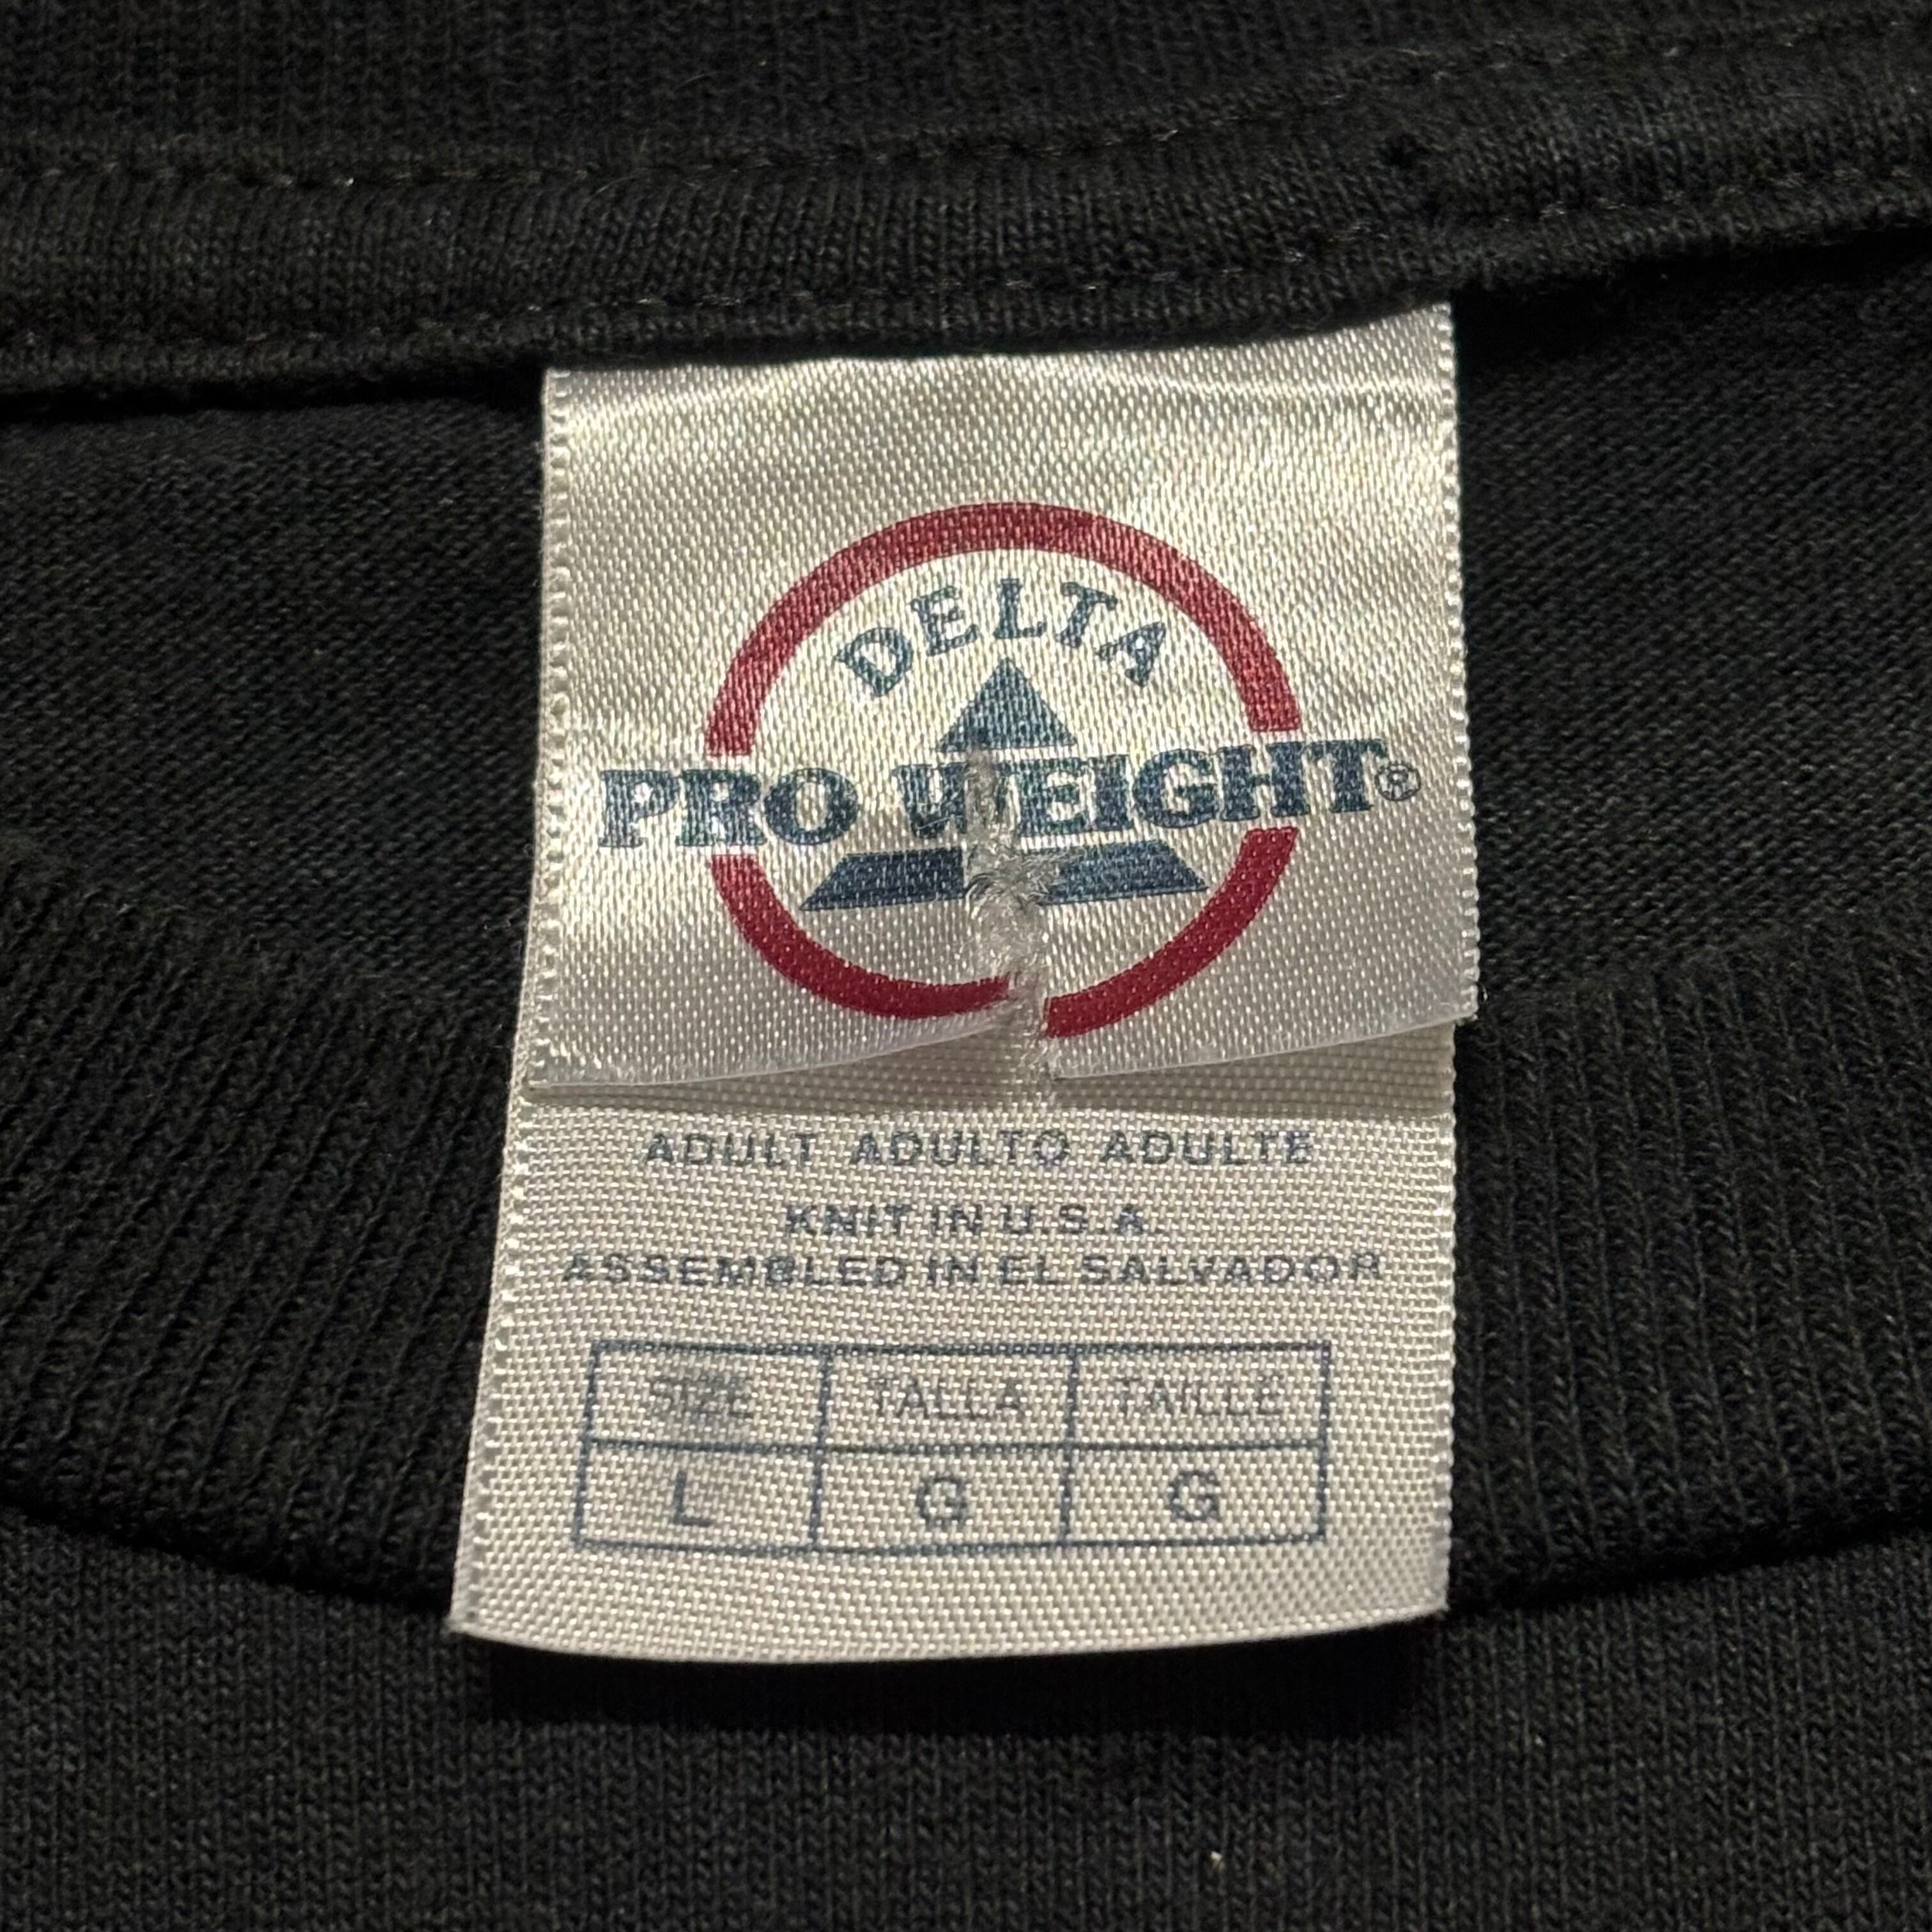 DELTA
PRO WEIGHT®
ADULT ADULTO ADULTE
KNIT IN U.S.A.
ASSEMBLED IN EL SALVADOR
SIZE TALLA TAILLE
L G G